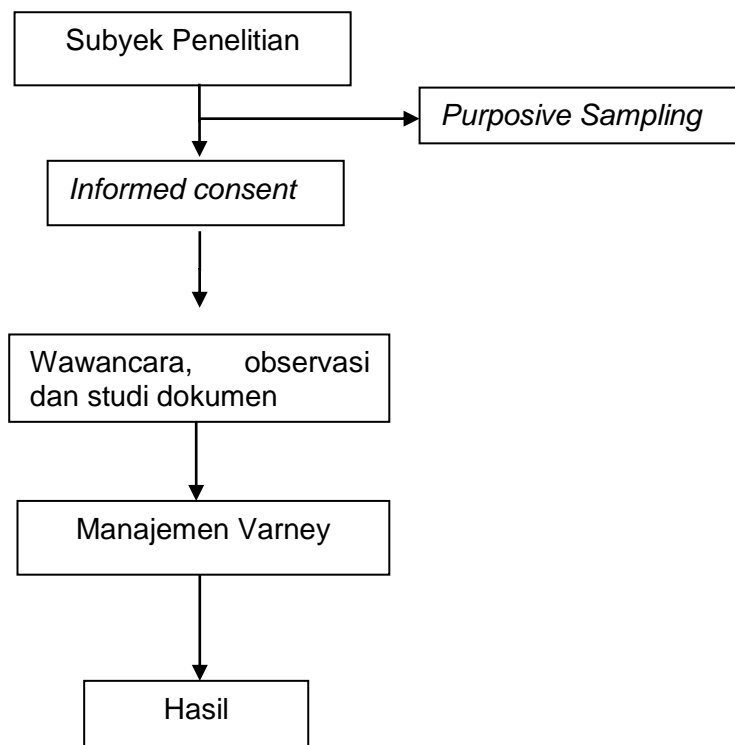 Subyek Penelitian
Purposive Sampling
Informed consent
Wawancara, observasi
dan studi dokumen
Manajemen Varney
Hasil